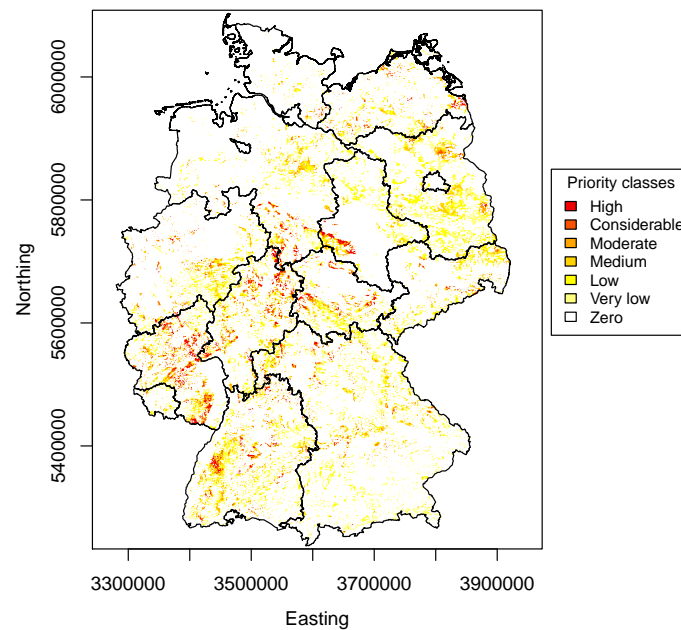 6000000
5800000
5600000
5400000
Northing
3300000
3500000
3700000
3900000
Easting
Priority classes
High
Considerable
Moderate
Medium
Low
Very low
Zero